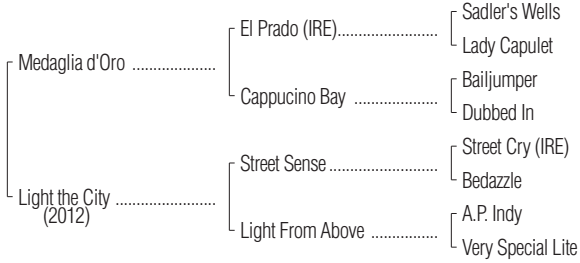 Sadler's Wells
El Prado (IRE)......................
Lady Capulet
Medaglia d'Oro ..................
Bailjumper
Cappucino Bay ..................
Dubbed In
Street Cry (IRE)
Street Sense ........................
Bedazzle
Light the City .....................
(2012)
A.P. Indy
Light From Above ..............
Very Special Lite